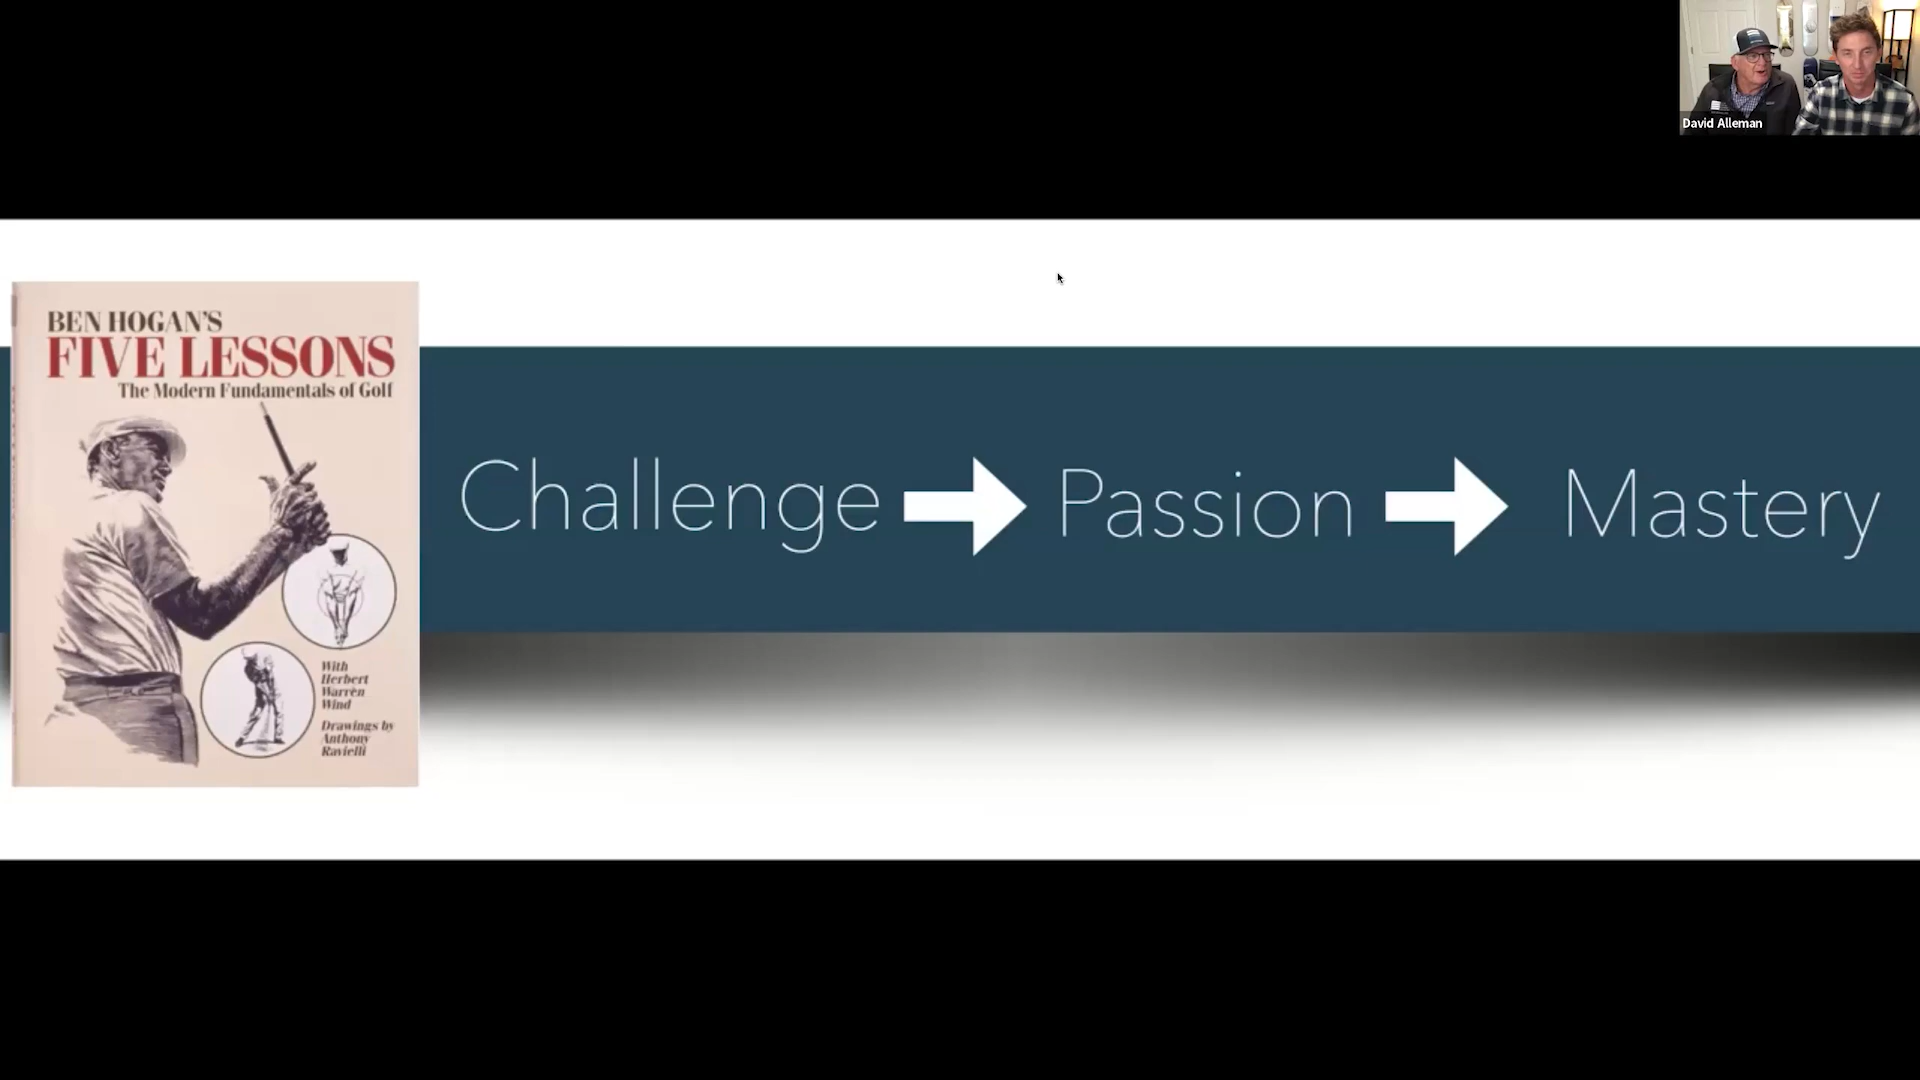 David Alleman
BEN HOGAN'S
FIVE LESSONS
The Modern Fundamentals of Golf
With
Herbert
Warren
Wind
Drawings by
Anthony
Ravielli
Challenge
Passion
Mastery